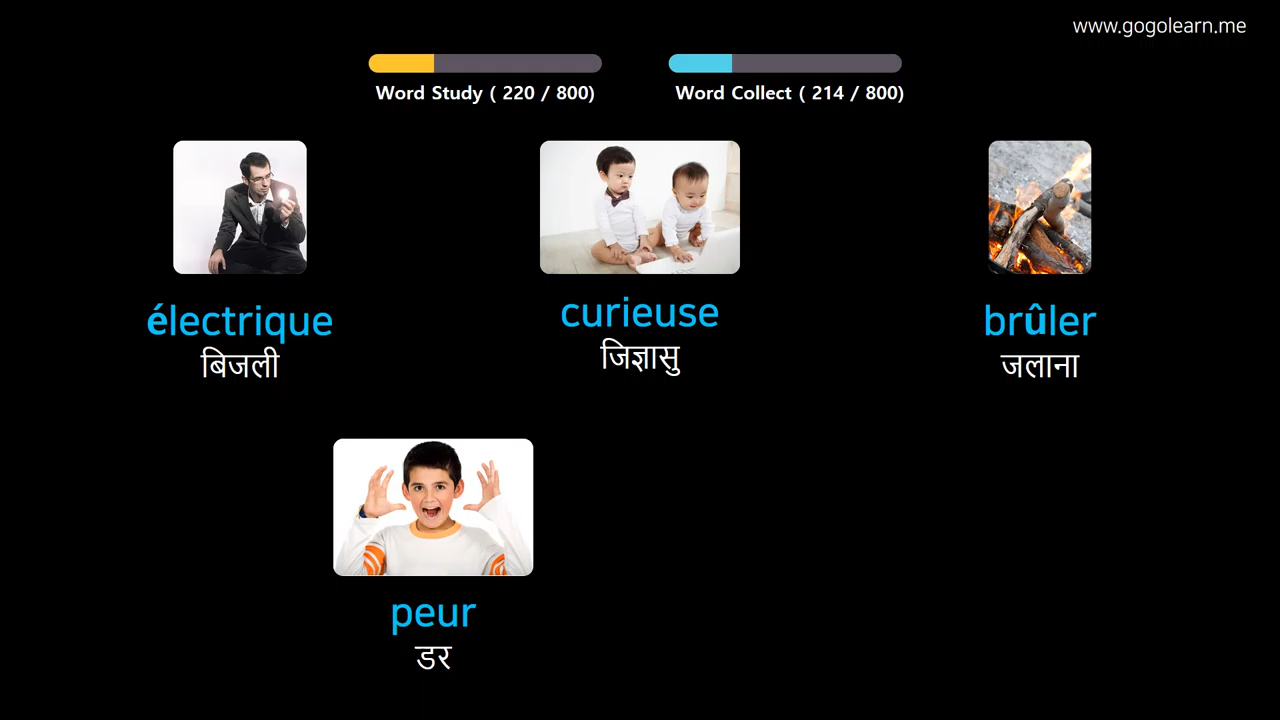 www.gogolearn.me
Word Study ( 220 / 800)
Word Collect ( 214 / 800)
électrique
बिजली
curieuse
जिज्ञासु
brûler
जलाना
peur
डर